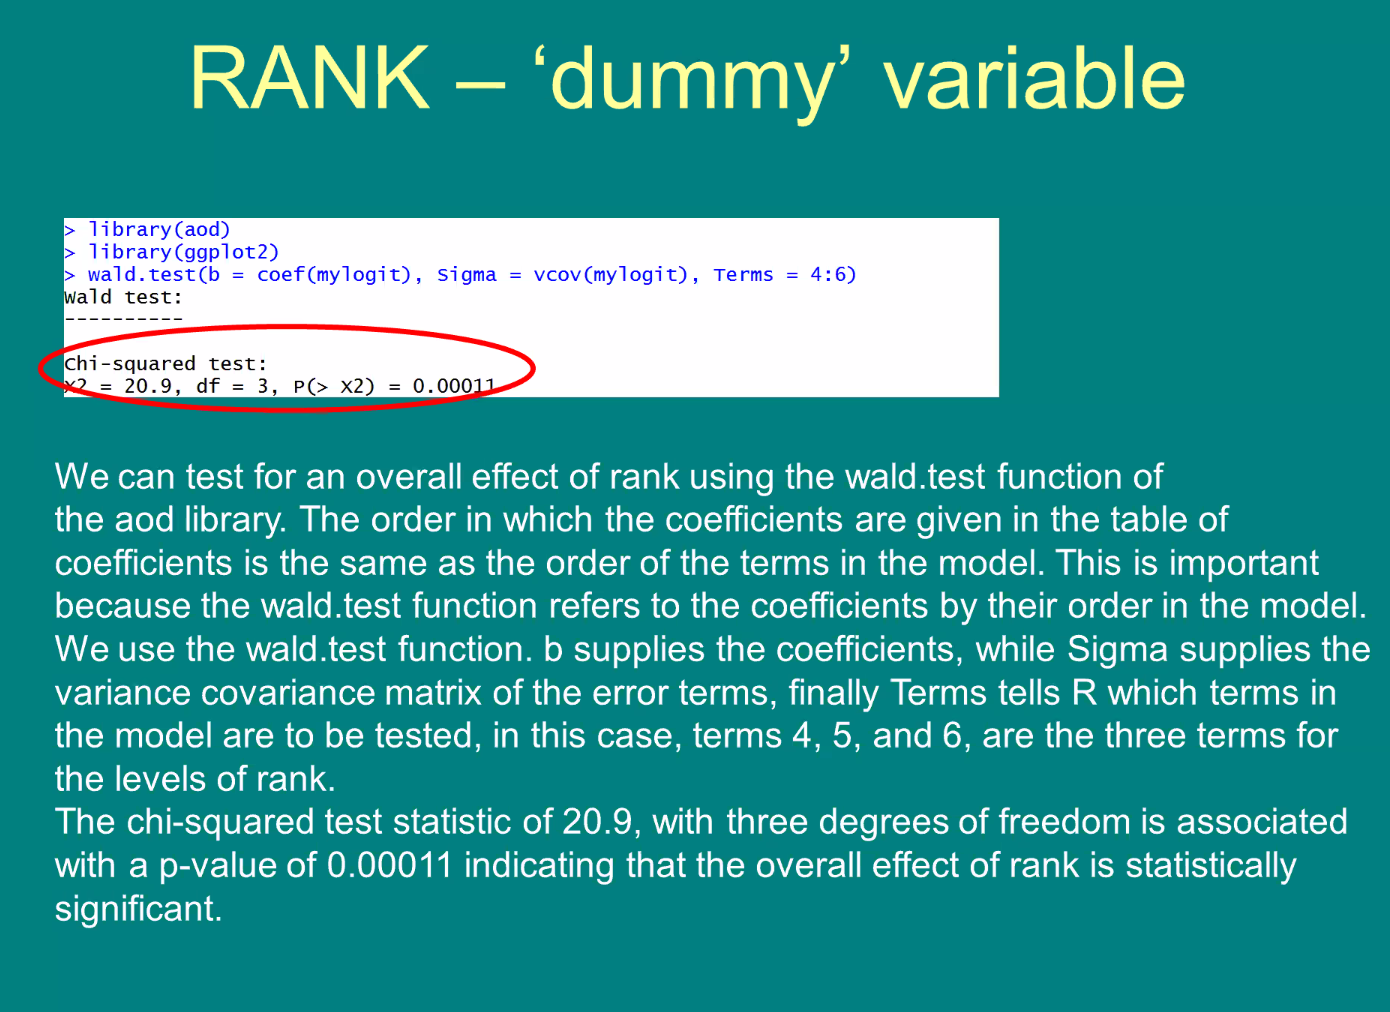 RANK – ‘dummy’ variable
> library(aod)
> library(ggplot2)
> wald.test(b = coef(mylogit), Sigma = vcov(mylogit), Terms = 4:6)
Wald test:
----------
Chi-squared test:
X2 = 20.9, df = 3, P(> X2) = 0.00011
We can test for an overall effect of rank using the wald.test function of
the aod library. The order in which the coefficients are given in the table of
coefficients is the same as the order of the terms in the model. This is important
because the wald.test function refers to the coefficients by their order in the model.
We use the wald.test function. b supplies the coefficients, while Sigma supplies the
variance covariance matrix of the error terms, finally Terms tells R which terms in
the model are to be tested, in this case, terms 4, 5, and 6, are the three terms for
the levels of rank.
The chi-squared test statistic of 20.9, with three degrees of freedom is associated
with a p-value of 0.00011 indicating that the overall effect of rank is statistically
significant.